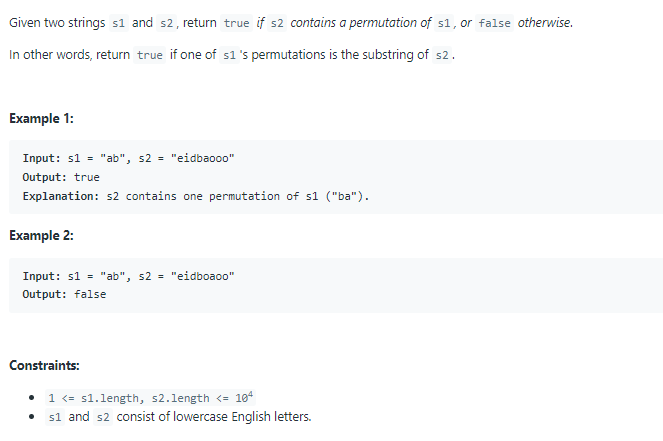 Given two strings s1 and s2, return true if s2 contains a permutation of s1, or false otherwise.
In other words, return true if one of s1's permutations is the substring of s2.
Example 1:
Input: s1 = "ab", s2 = "eidbaooo"
Output: true
Explanation: s2 contains one permutation of s1 ("ba").
Example 2:
Input: s1 = "ab", s2 = "eidboaoo"
Output: false
Constraints:
• 1 <= s1.length, s2.length <= 10⁴
• s1 and s2 consist of lowercase English letters.